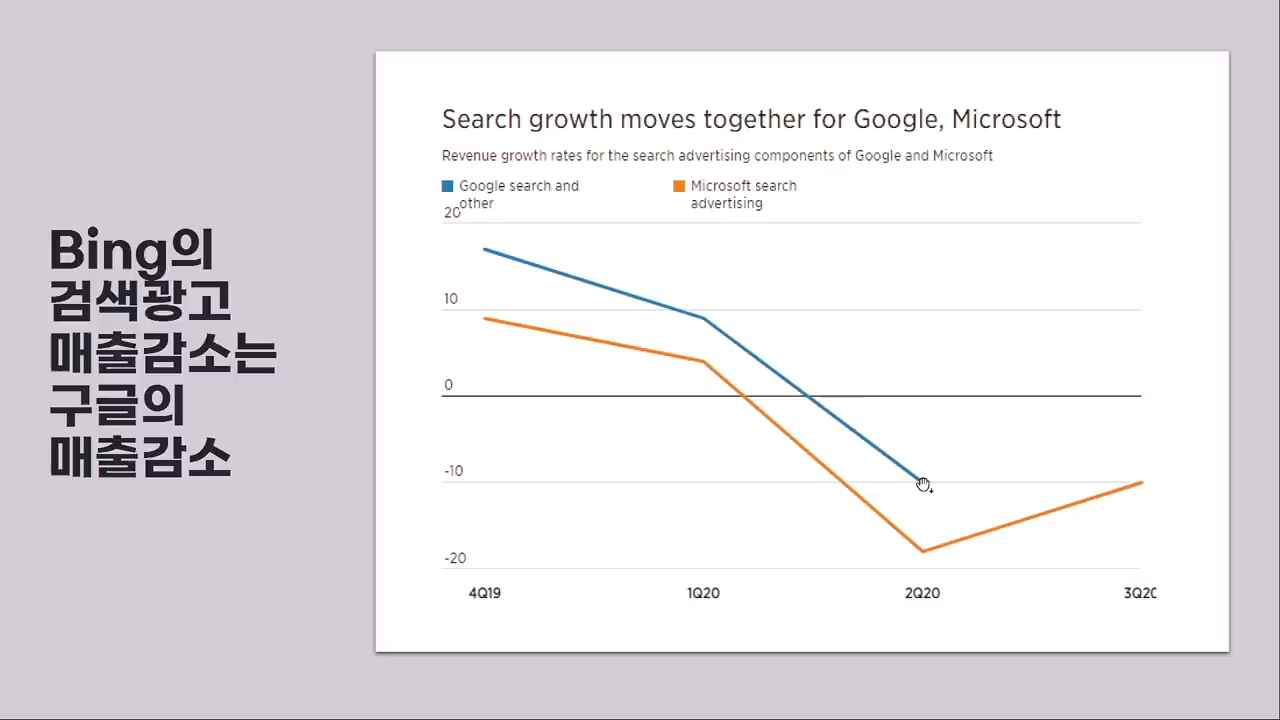 Bing의
검색광고
매출감소는
구글의
매출감소
Search growth moves together for Google, Microsoft
Revenue growth rates for the search advertising components of Google and Microsoft
Google search and
other
Microsoft search
advertising
20
10
0
-10
-20
4Q19
1Q20
2Q20
3Q20